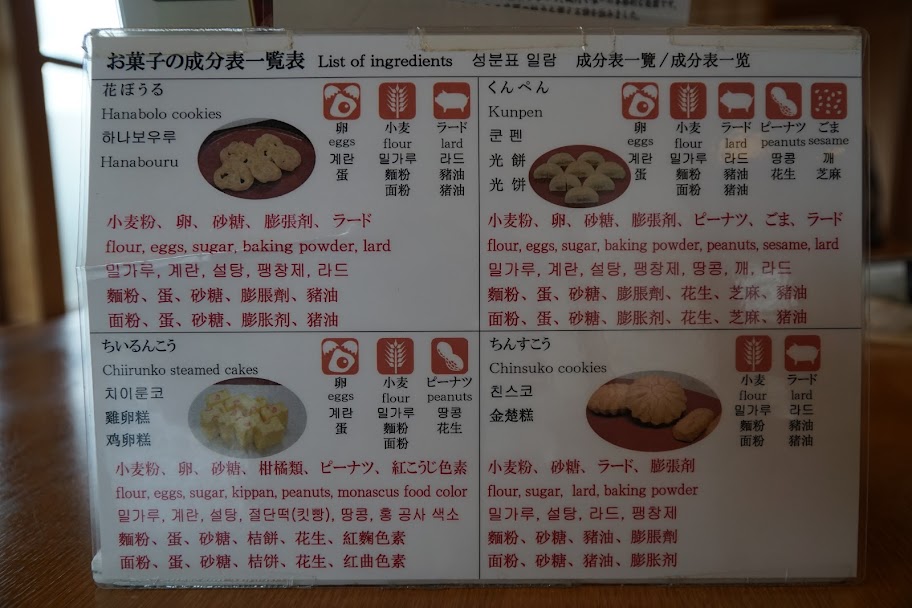 お菓子の成分表一覧表 List of ingredients 성분표 일람 成分表一覽/成分表一览
花ぼうる
Hanabolo cookies
하나보우루
Hanabouru
卵 小麦 ラード
eggs flour lard
계란 밀가루 라드
蛋 麵粉 豬油
面粉 猪油
小麦粉、卵、砂糖、膨張剤、ラード
flour, eggs, sugar, baking powder, lard
밀가루, 계란, 설탕, 팽창제, 라드
麵粉、蛋、砂糖、膨脹劑、豬油
面粉、蛋、砂糖、膨胀剂、猪油
くんぺん
Kunpen
쿤 펜
光 餅
光 饼
卵 小麦 ラード ピーナツ ごま
eggs flour lard peanuts sesame
계란 밀가루 라드 땅콩 깨
蛋 麵粉 豬油 花生 芝麻
面粉 猪油
小麦粉、卵、砂糖、膨張剤、ピーナツ、ごま、ラード
flour, eggs, sugar, baking powder, peanuts, sesame, lard
밀가루, 계란, 설탕, 팽창제, 땅콩, 깨, 라드
麵粉、蛋、砂糖、膨脹劑、花生、芝麻、豬油
面粉、蛋、砂糖、膨胀剂、花生、芝麻、猪油
ちいるんこう
Chiirunko steamed cakes
치이룬코
雞卵糕
鸡卵糕
卵 小麦 ピーナツ
eggs flour peanuts
계란 밀가루 땅콩
蛋 麵粉 花生
面粉
小麦粉、卵、砂糖、柑橘類、ピーナツ、紅こうじ色素
flour, eggs, sugar, kippan, peanuts, monascus food color
밀가루, 계란, 설탕, 절단떡(킷빵), 땅콩, 홍 공사 색소
麵粉、蛋、砂糖、桔餅、花生、紅麴色素
面粉、蛋、砂糖、桔饼、花生、红曲色素
ちんすこう
Chinsuko cookies
친스코
金楚糕
小麦 ラード
flour lard
밀가루 라드
麵粉 豬油
面粉 猪油
小麦粉、砂糖、ラード、膨張剤
flour, sugar, lard, baking powder
밀가루, 설탕, 라드, 팽창제
麵粉、砂糖、豬油、膨脹劑
面粉、砂糖、猪油、膨胀剂